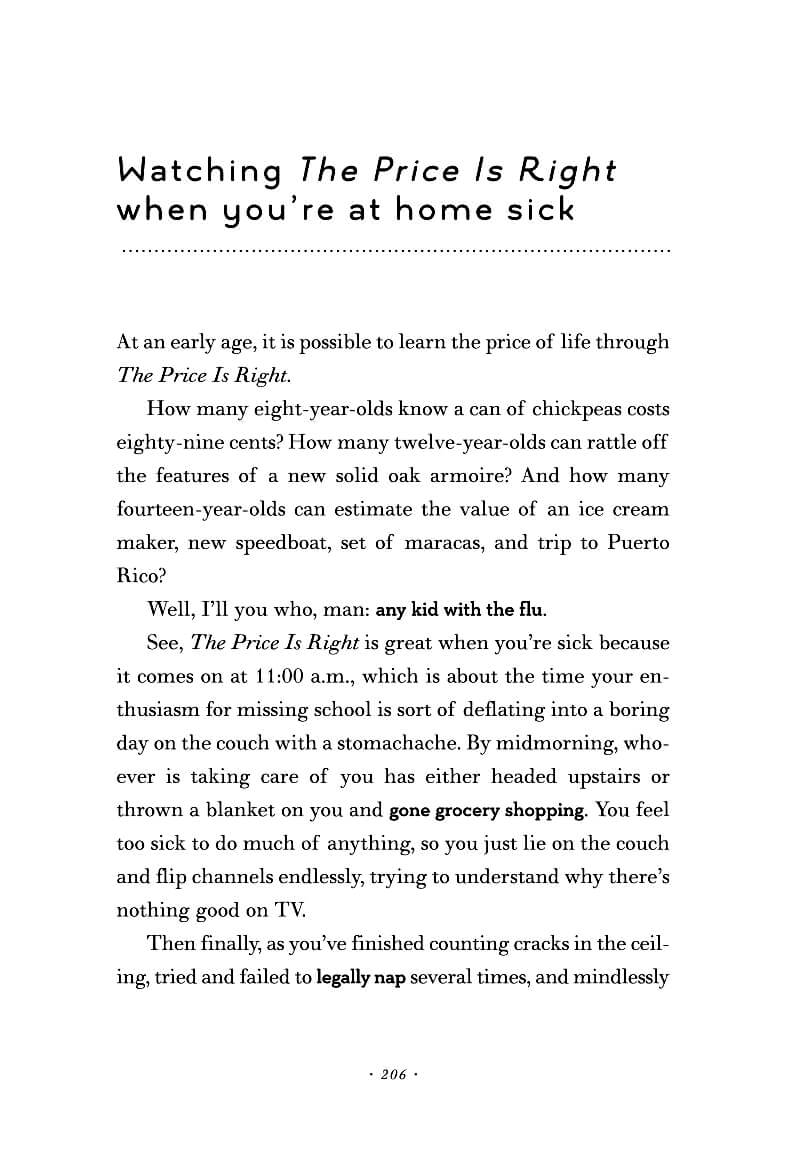 Watching The Price Is Right
when you're at home sick
At an early age, it is possible to learn the price of life through
The Price Is Right.
How many eight-year-olds know a can of chickpeas costs
eighty-nine cents? How many twelve-year-olds can rattle off
the features of a new solid oak armoire? And how many
fourteen-year-olds can estimate the value of an ice cream
maker, new speedboat, set of maracas, and trip to Puerto
Rico?
Well, I'll you who, man: any kid with the flu.
See, The Price Is Right is great when you're sick because
it comes on at 11:00 a.m., which is about the time your en-
thusiasm for missing school is sort of deflating into a boring
day on the couch with a stomachache. By midmorning, who-
ever is taking care of you has either headed upstairs or
thrown a blanket on you and gone grocery shopping. You feel
too sick to do much of anything, so you just lie on the couch
and flip channels endlessly, trying to understand why there's
nothing good on TV.
Then finally, as you've finished counting cracks in the ceil-
ing, tried and failed to legally nap several times, and mindlessly
· 206 ·